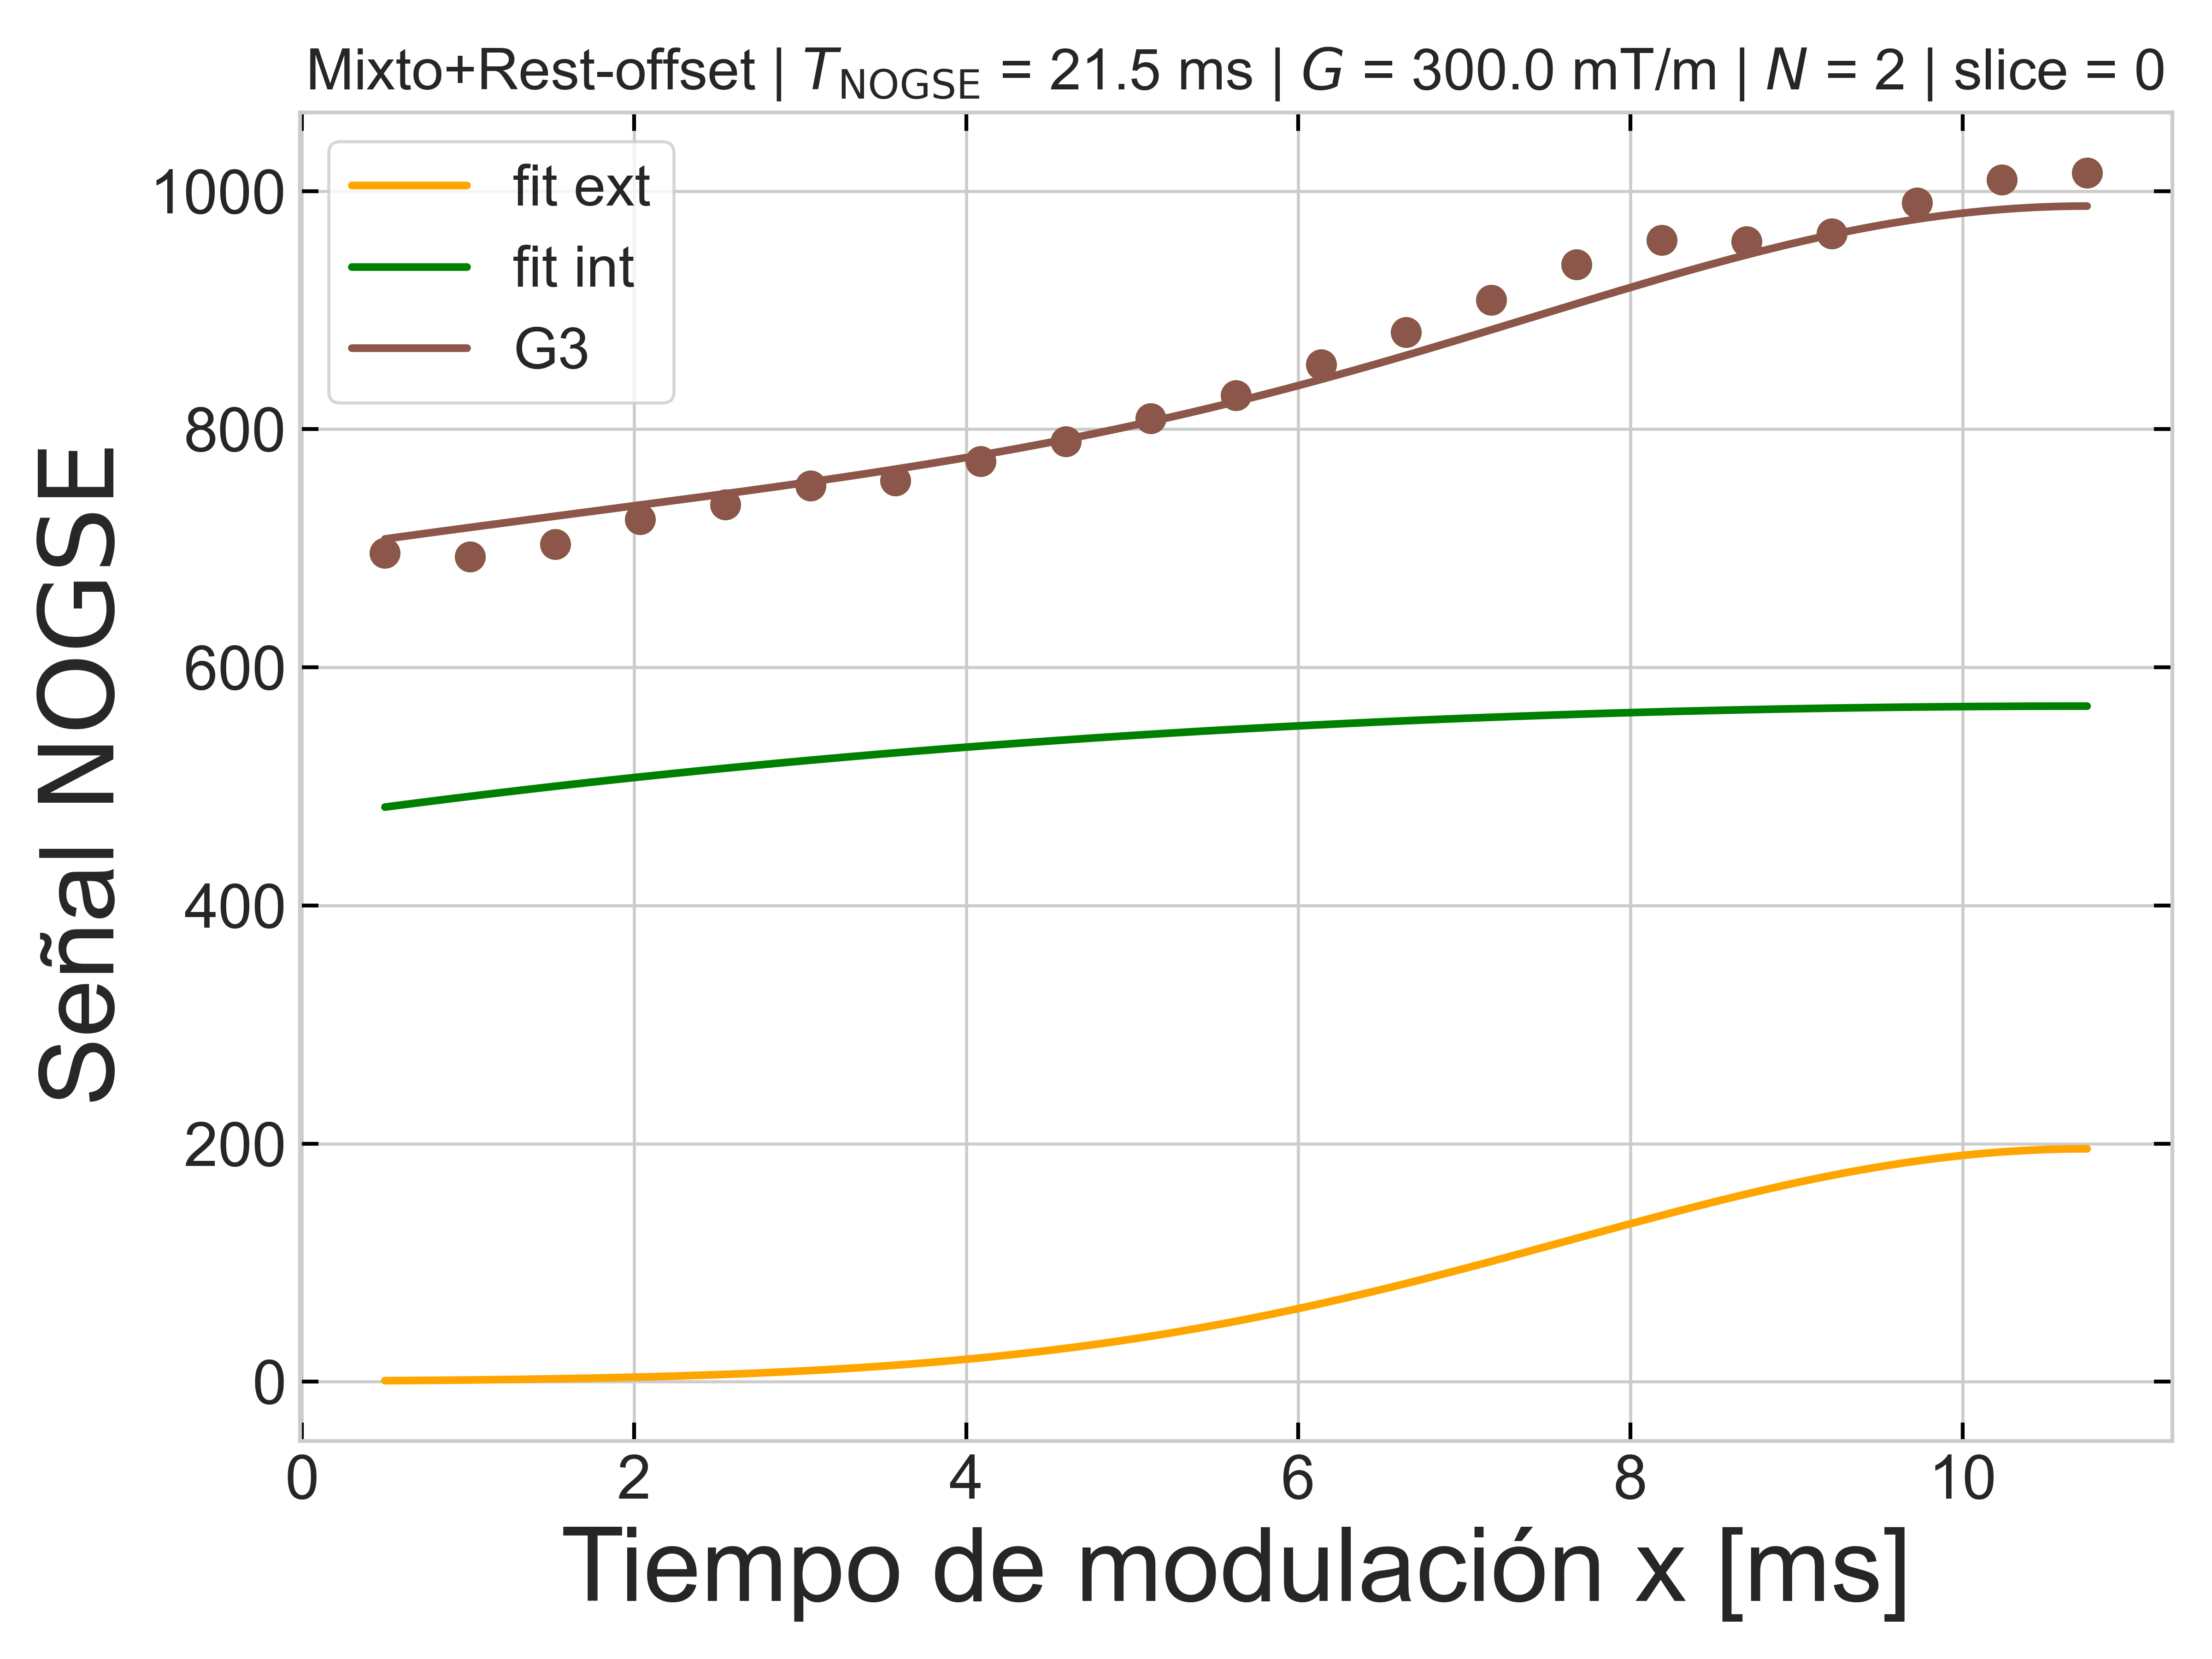 Mixto+Rest-offset | T_NOGSE = 21.5 ms | G = 300.0 mT/m | N = 2 | slice = 0
fit ext
fit int
G3
Señal NOGSE
1000
800
600
400
200
0
0 2 4 6 8 10
Tiempo de modulación x [ms]